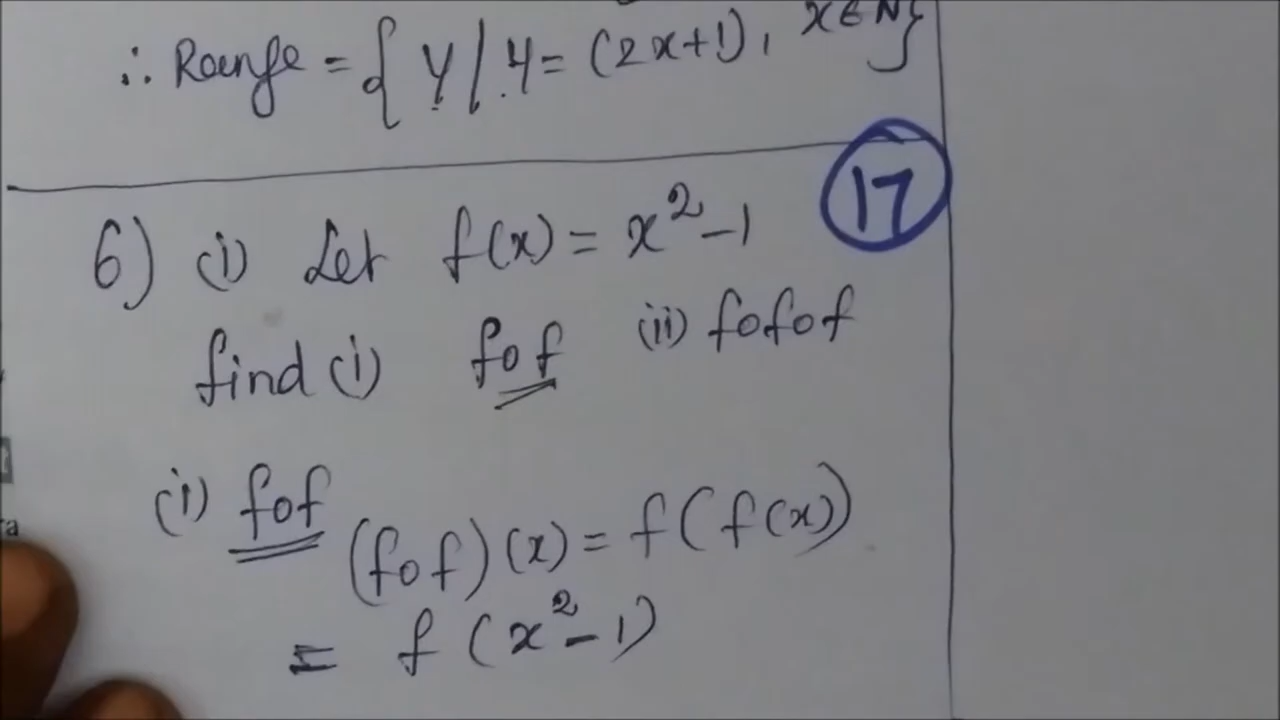 ∴ Range = { y / y = (2x+1), x ∈ N }
17
6) (i) Let f(x) = x² - 1
find (i) fof (ii) fofof
(i) fof
(fof)(x) = f(f(x))
= f(x² - 1)